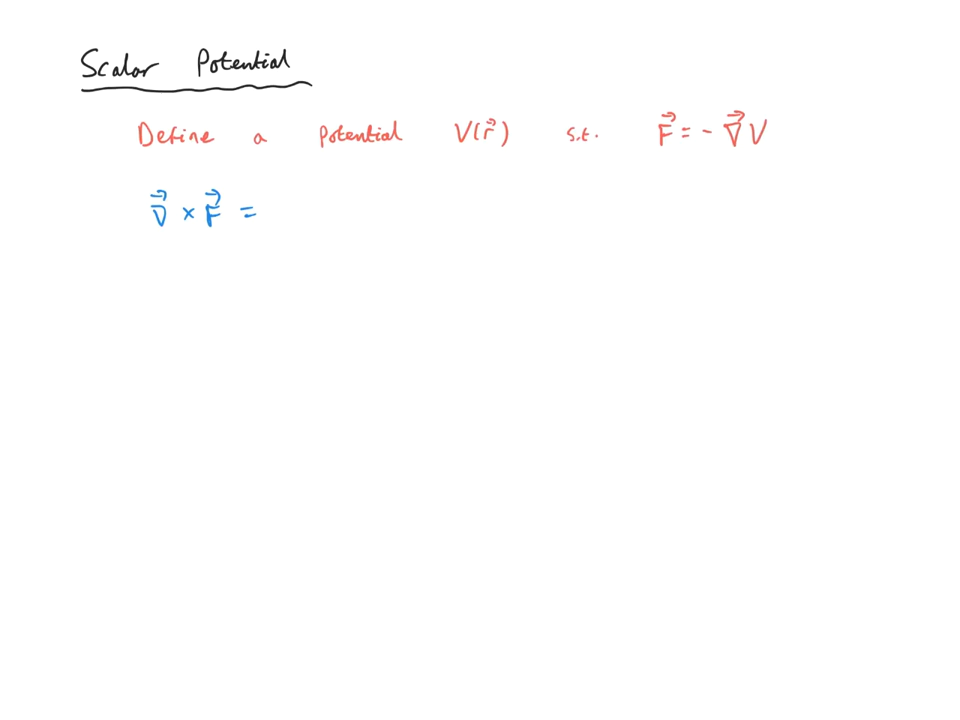 Scalar Potential
Define a potential V(r⃗) s.t. F⃗ = - ∇⃗V
∇⃗ × F⃗ =